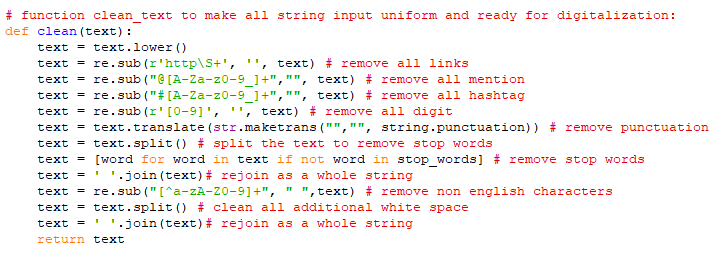 # function clean_text to make all string input uniform and ready for digitalization:
def clean(text):
    text = text.lower()
    text = re.sub(r'http\S+', '', text) # remove all links
    text = re.sub("@[A-Za-z0-9_]+","", text) # remove all mention
    text = re.sub("#[A-Za-z0-9_]+","", text) # remove all hashtag
    text = re.sub(r'[0-9]', '', text) # remove all digit
    text = text.translate(str.maketrans("","", string.punctuation)) # remove punctuation
    text = text.split() # split the text to remove stop words
    text = [word for word in text if not word in stop_words] # remove stop words
    text = ' '.join(text)# rejoin as a whole string
    text = re.sub("[^a-zA-Z0-9]+", " ",text) # remove non english characters
    text = text.split() # clean all additional white space
    text = ' '.join(text)# rejoin as a whole string
    return text